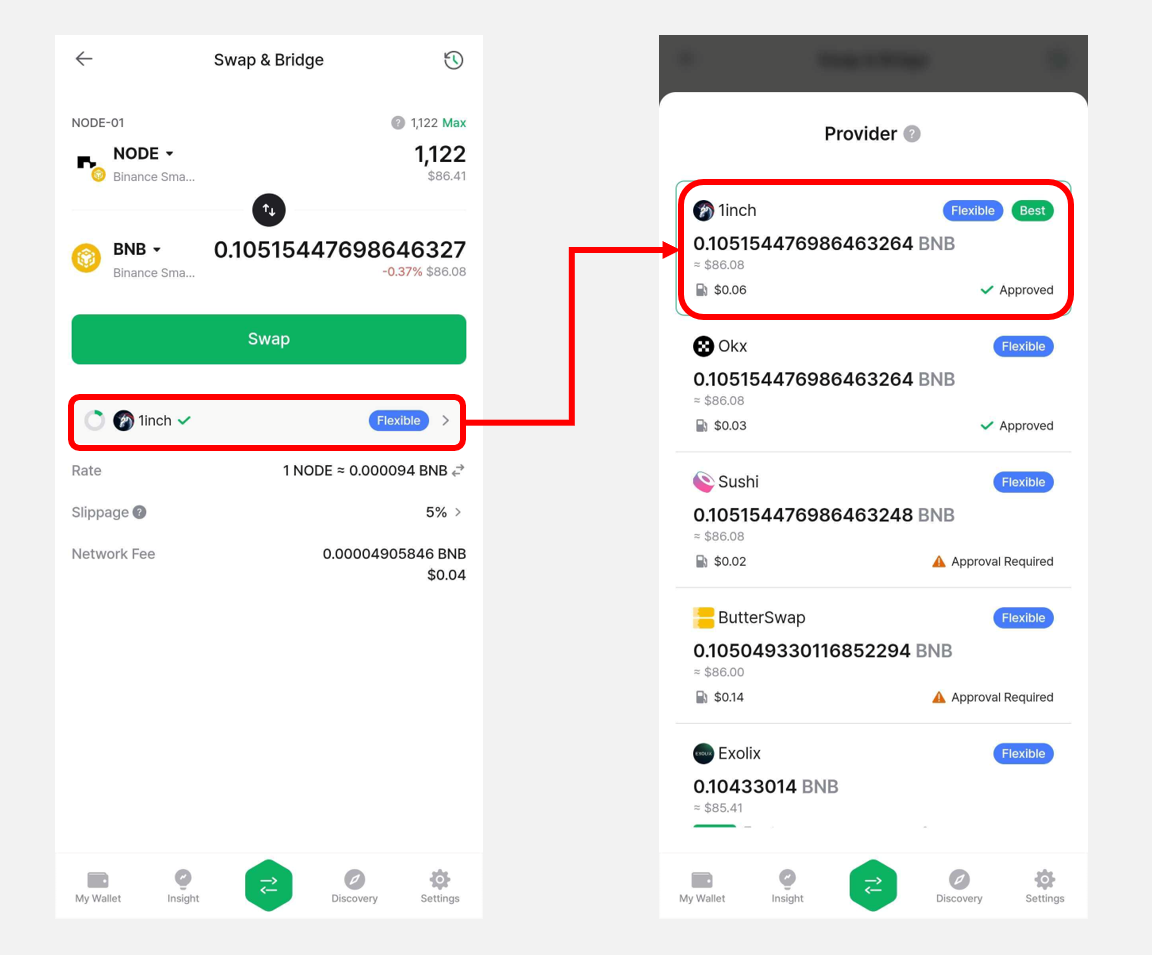 Swap & Bridge
NODE-01
1,122 Max
NODE
1,122
Binance Sma...
$86.41
BNB
0.10515447698646327
Binance Sma...
-0.37% $86.08
Swap
1inch
Flexible
Rate
1 NODE ≈ 0.000094 BNB
Slippage
5%
Network Fee
0.00004905846 BNB
$0.04
My Wallet
Insight
Discovery
Settings
Provider
1inch
Flexible
Best
0.105154476986463264 BNB
≈ $86.08
$0.06
Approved
Okx
Flexible
0.105154476986463264 BNB
≈ $86.08
$0.03
Approved
Sushi
Flexible
0.105154476986463248 BNB
≈ $86.08
$0.02
Approval Required
ButterSwap
Flexible
0.105049330116852294 BNB
≈ $86.00
$0.14
Approval Required
Exolix
Flexible
0.10433014 BNB
≈ $85.41
My Wallet
Insight
Discovery
Settings